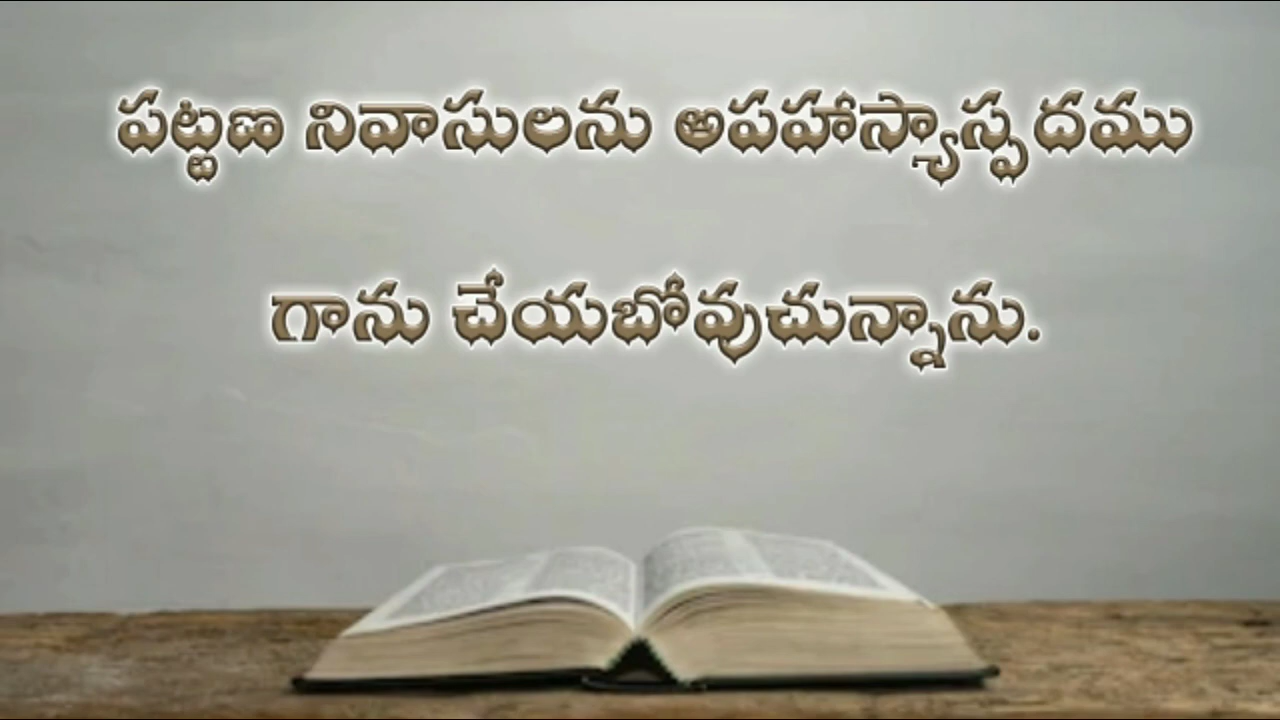 పట్టణ నివాసులను అపహాస్యాస్పదము
గాను చేయబోవుచున్నాను.